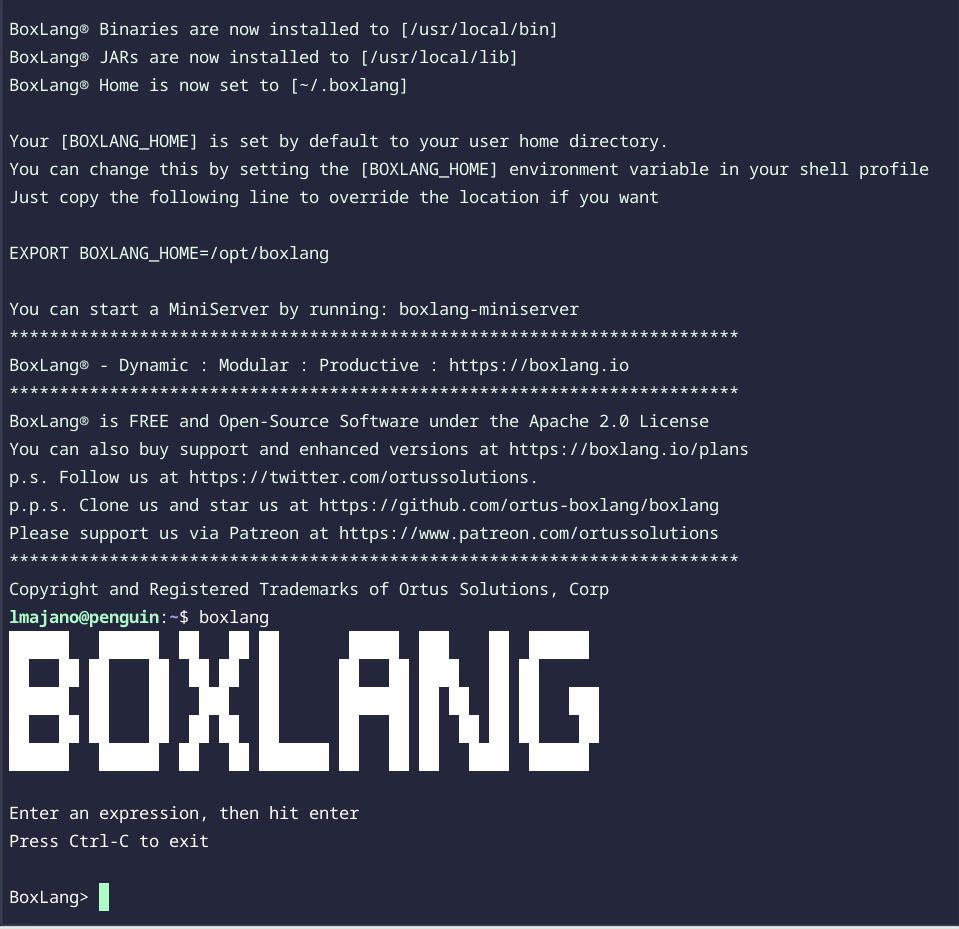 BoxLang® Binaries are now installed to [/usr/local/bin]
BoxLang® JARs are now installed to [/usr/local/lib]
BoxLang® Home is now set to [~/.boxlang]
Your [BOXLANG_HOME] is set by default to your user home directory.
You can change this by setting the [BOXLANG_HOME] environment variable in your shell profile
Just copy the following line to override the location if you want
EXPORT BOXLANG_HOME=/opt/boxlang
You can start a MiniServer by running: boxlang-miniserver
*************************************************************************
BoxLang® - Dynamic : Modular : Productive : https://boxlang.io
*************************************************************************
BoxLang® is FREE and Open-Source Software under the Apache 2.0 License
You can also buy support and enhanced versions at https://boxlang.io/plans
p.s. Follow us at https://twitter.com/ortussolutions.
p.p.s. Clone us and star us at https://github.com/ortus-boxlang/boxlang
Please support us via Patreon at https://www.patreon.com/ortussolutions
*************************************************************************
Copyright and Registered Trademarks of Ortus Solutions, Corp
lmajano@penguin:~$ boxlang
BOXLANG
Enter an expression, then hit enter
Press Ctrl-C to exit
BoxLang>